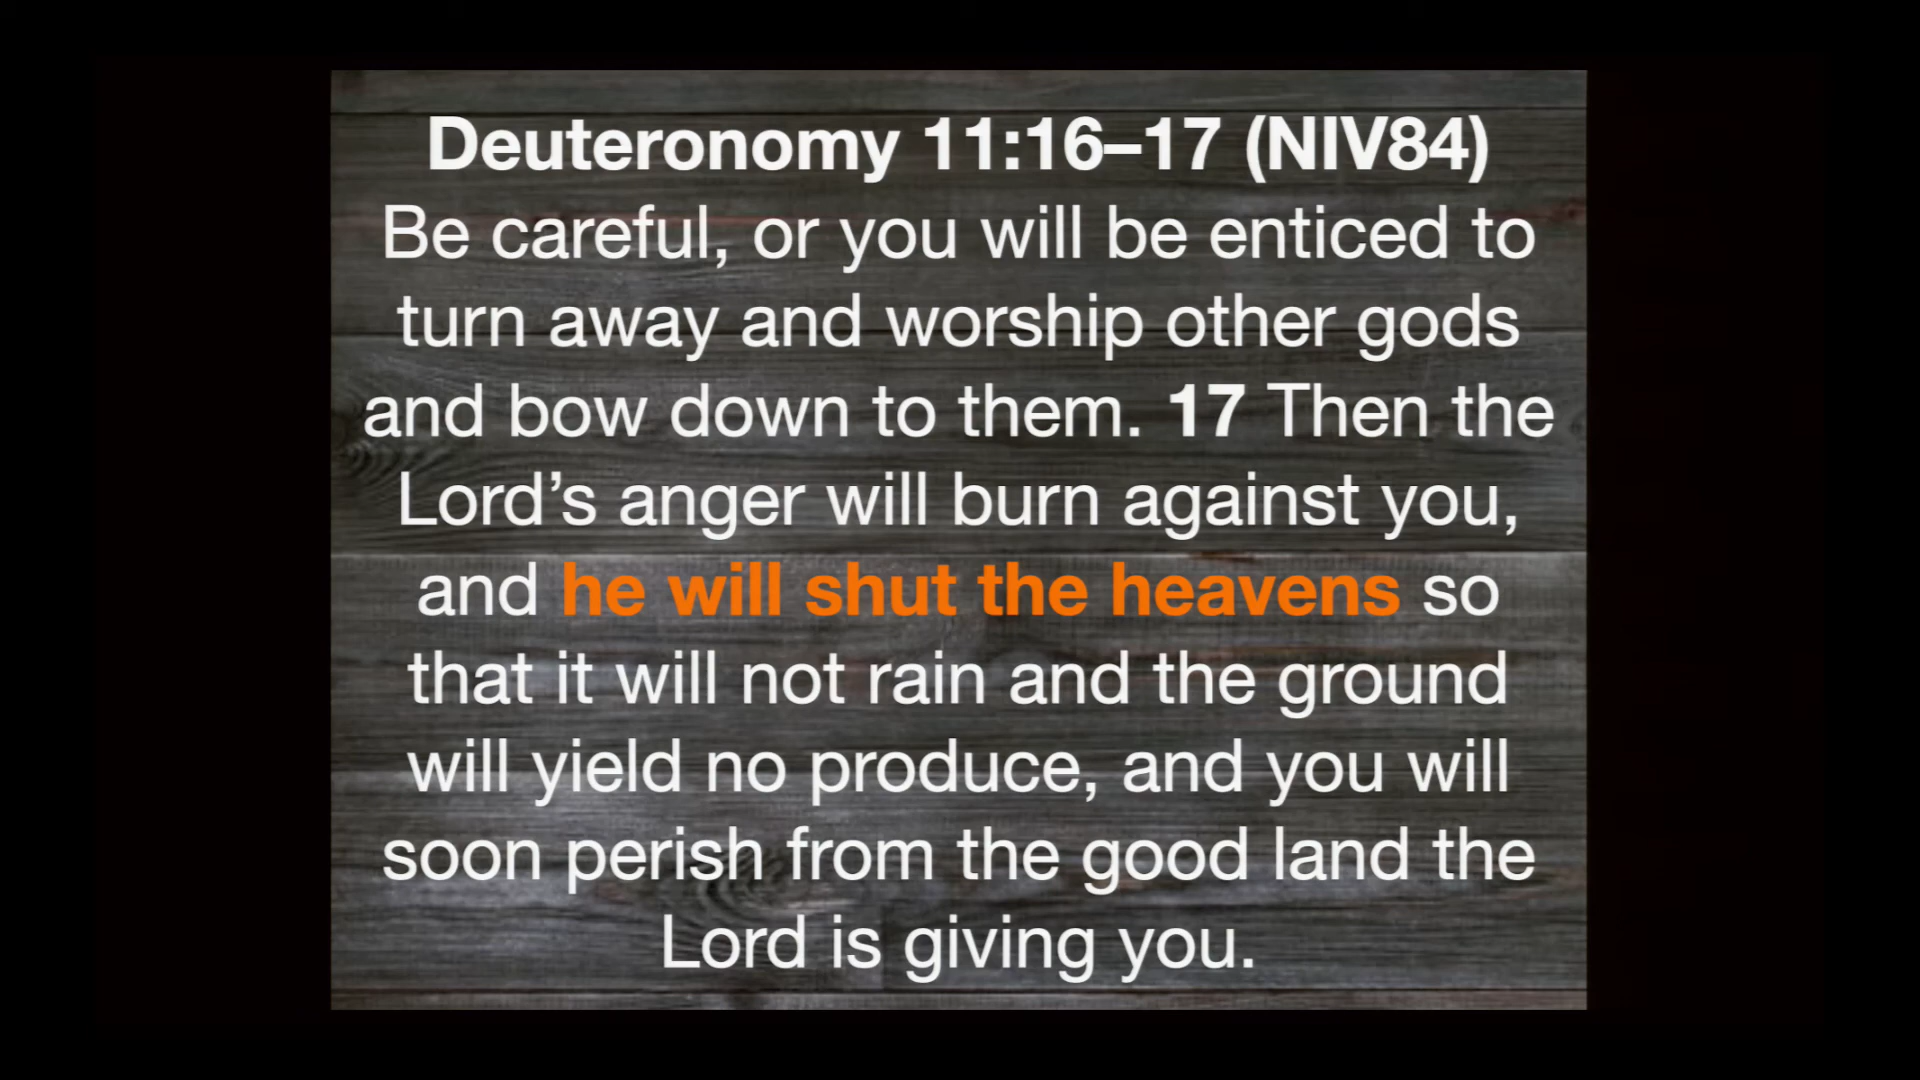 Deuteronomy 11:16–17 (NIV84)
Be careful, or you will be enticed to
turn away and worship other gods
and bow down to them. 17 Then the
Lord’s anger will burn against you,
and he will shut the heavens so
that it will not rain and the ground
will yield no produce, and you will
soon perish from the good land the
Lord is giving you.